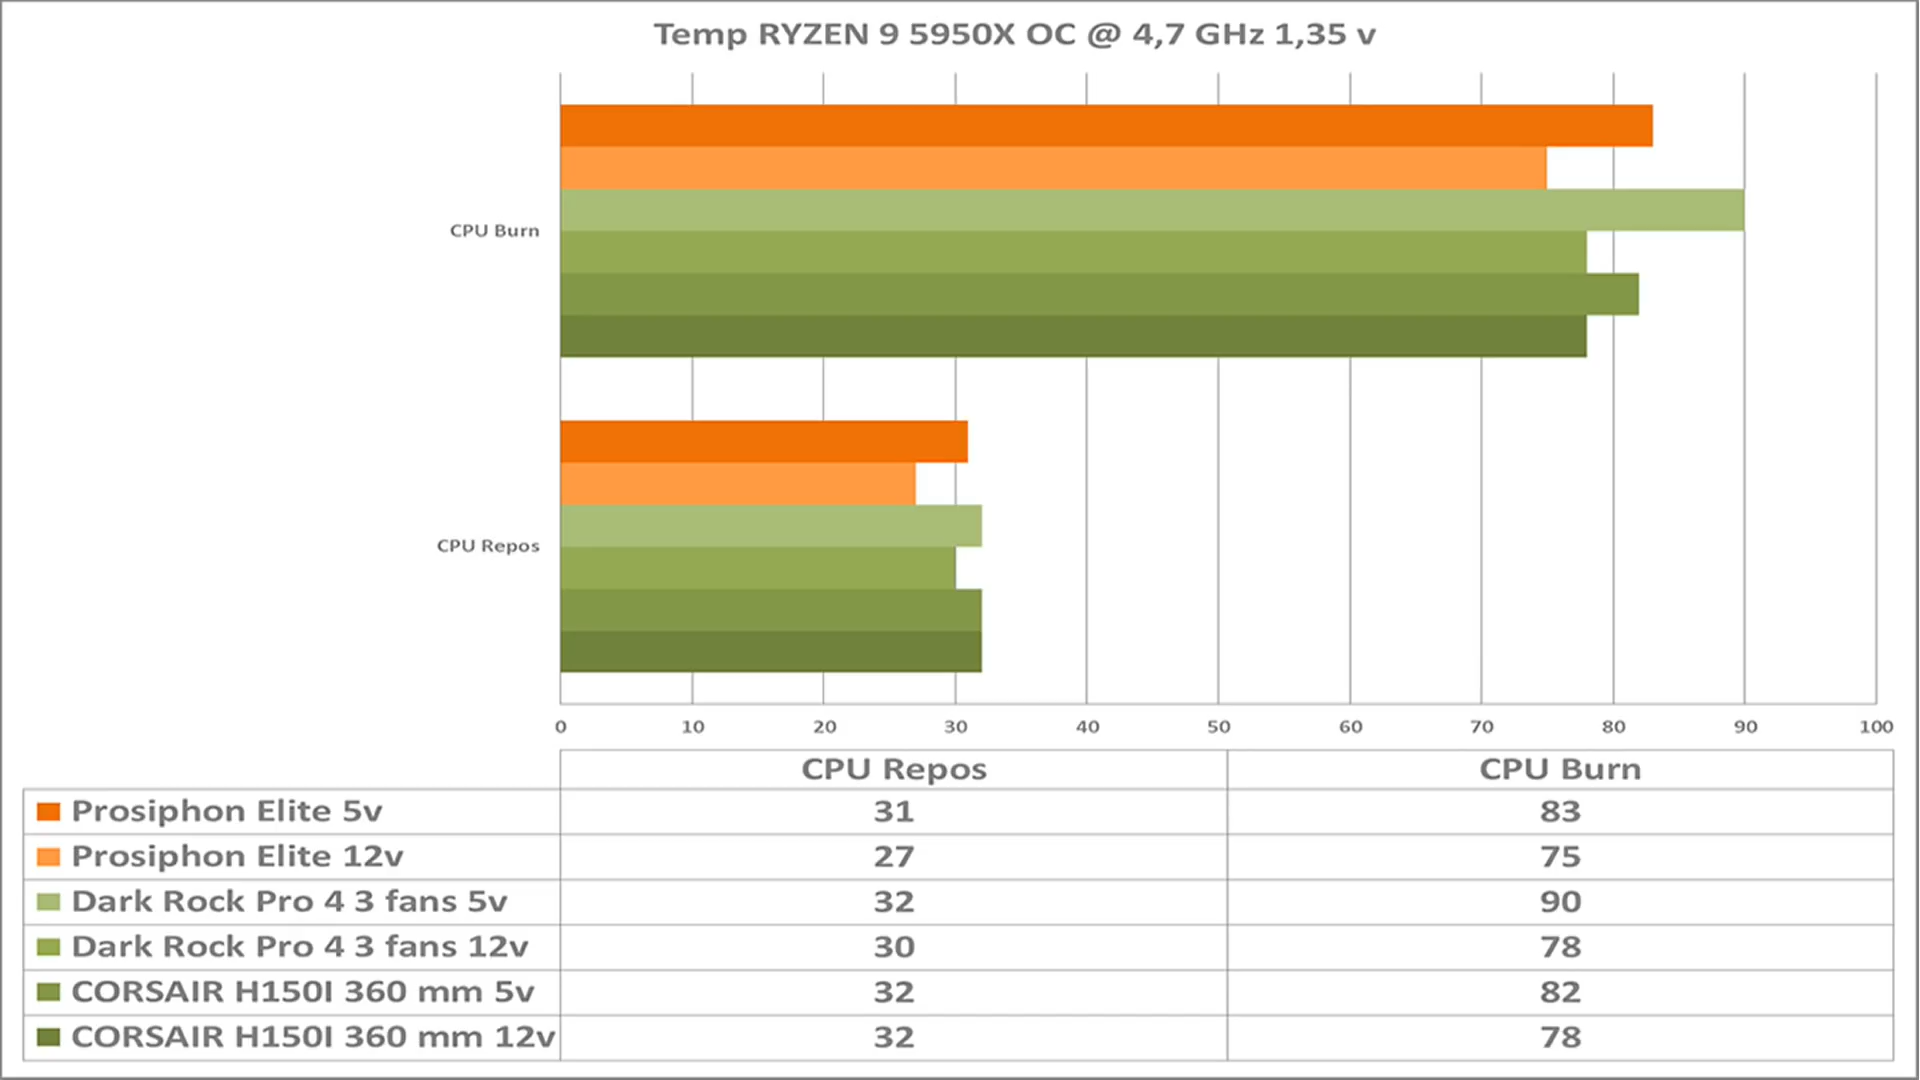 Temp RYZEN 9 5950X OC @ 4,7 GHz 1,35 v
CPU Burn
CPU Repos
0 10 20 30 40 50 60 70 80 90 100
CPU Repos CPU Burn
Prosiphon Elite 5v 31 83
Prosiphon Elite 12v 27 75
Dark Rock Pro 4 3 fans 5v 32 90
Dark Rock Pro 4 3 fans 12v 30 78
CORSAIR H150I 360 mm 5v 32 82
CORSAIR H150I 360 mm 12v 32 78